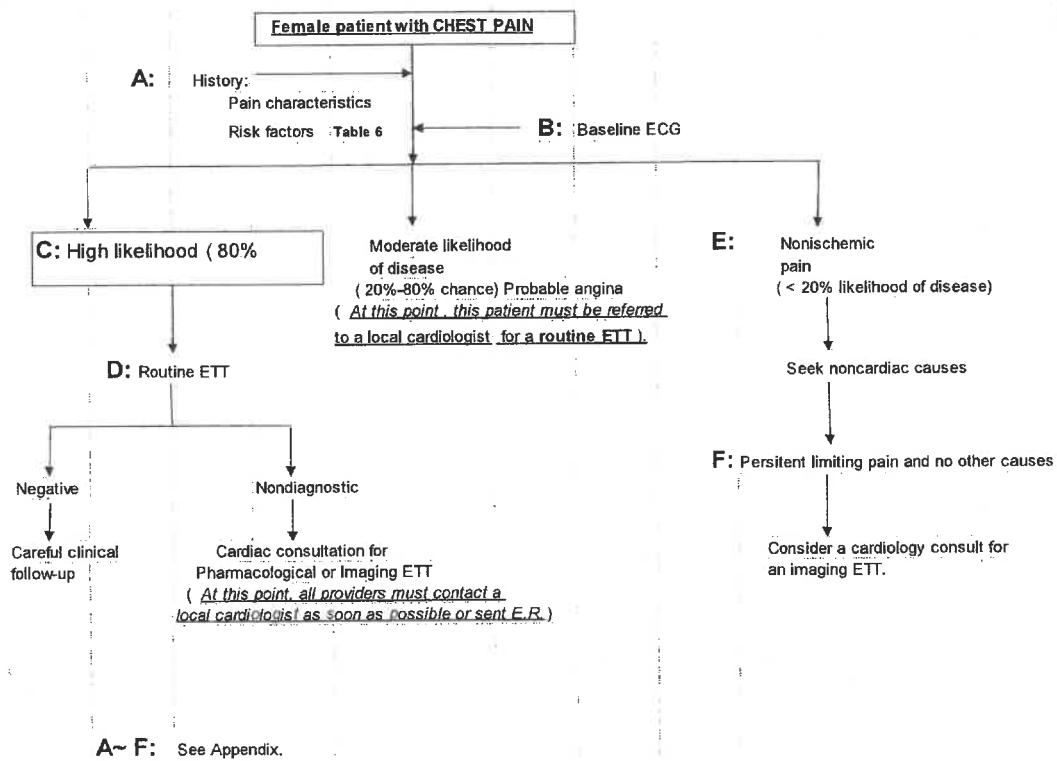 Female patient with CHEST PAIN
A: History:
Pain characteristics
Risk factors Table 6
B: Baseline ECG
C: High likelihood ( 80%
Moderate likelihood
of disease
( 20%-80% chance) Probable angina
( At this point , this patient must be referred
to a local cardiologist for a routine ETT ).
E: Nonischemic
pain
( < 20% likelihood of disease)
D: Routine ETT
Seek noncardiac causes
Negative
Nondiagnostic
F: Persitent limiting pain and no other causes
Careful clinical
follow-up
Cardiac consultation for
Pharmacological or Imaging ETT
( At this point, all providers must contact a
local cardiologist as soon as possible or sent E.R. )
Consider a cardiology consult for
an imaging ETT.
A~ F: See Appendix.